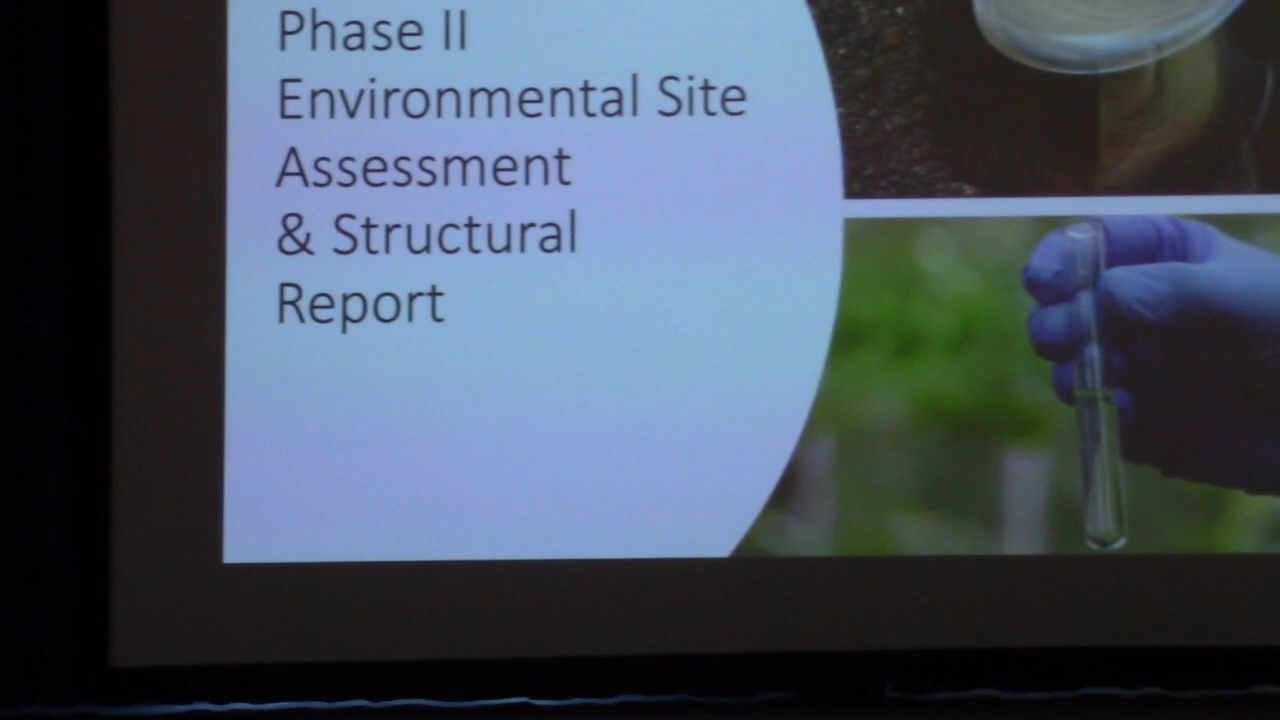 Phase II
Environmental Site
Assessment
& Structural
Report